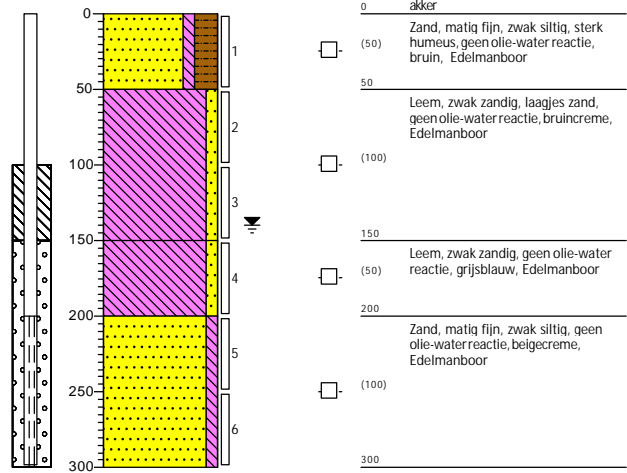 0
50
100
150
200
250
300
1
2
3
4
5
6
0 akker
(50)
Zand, matig fijn, zwak siltig, sterk
humeus, geen olie-water reactie,
bruin, Edelmanboor
50
(100)
Leem, zwak zandig, laagjes zand,
geen olie-water reactie, bruincreme,
Edelmanboor
150
(50)
Leem, zwak zandig, geen olie-water
reactie, grijsblauw, Edelmanboor
200
(100)
Zand, matig fijn, zwak siltig, geen
olie-water reactie, beigecreme,
Edelmanboor
300